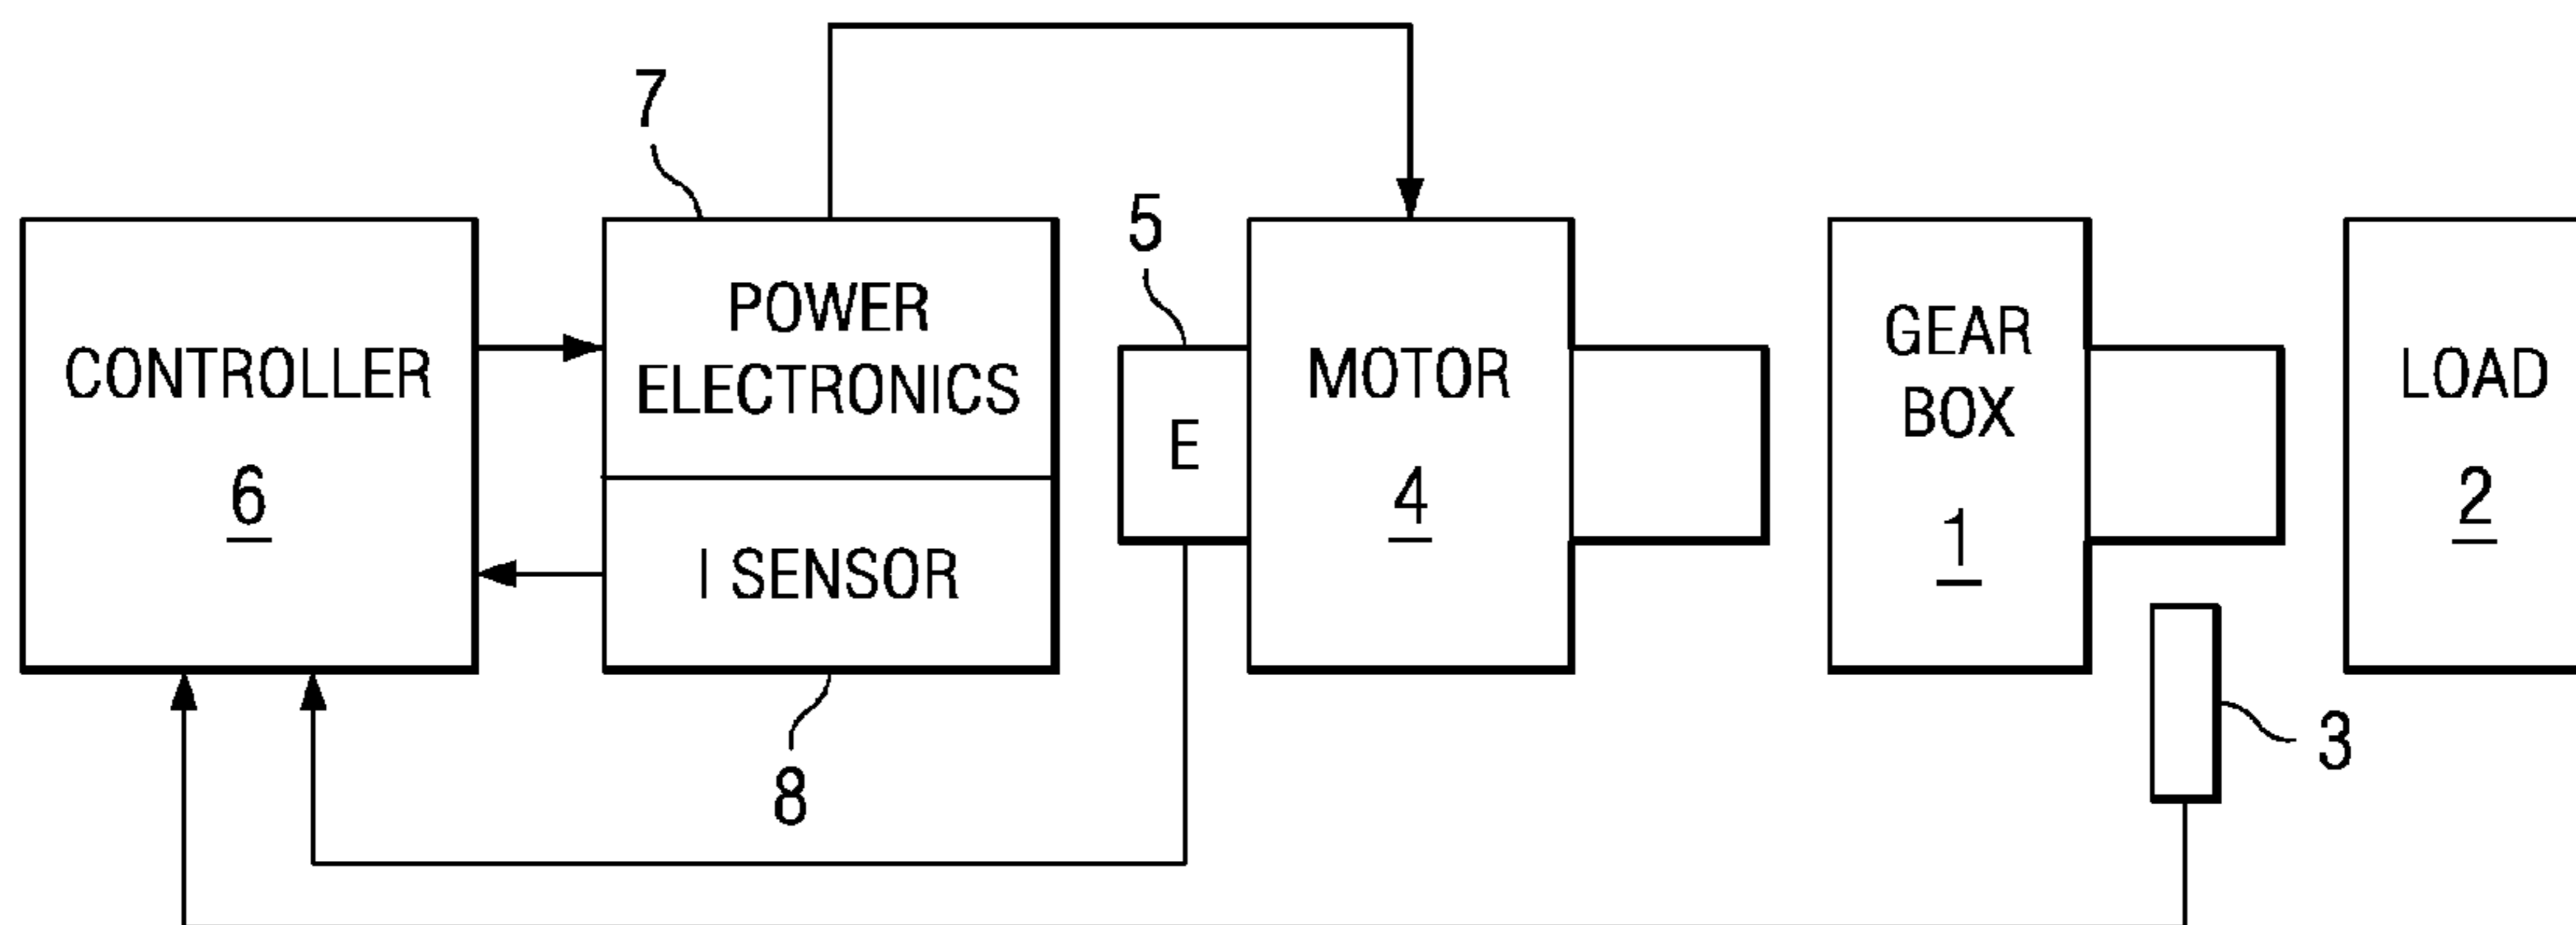 7
5
CONTROLLER
6
POWER
ELECTRONICS
I SENSOR
8
E
MOTOR
4
GEAR
BOX
1
LOAD
2
3